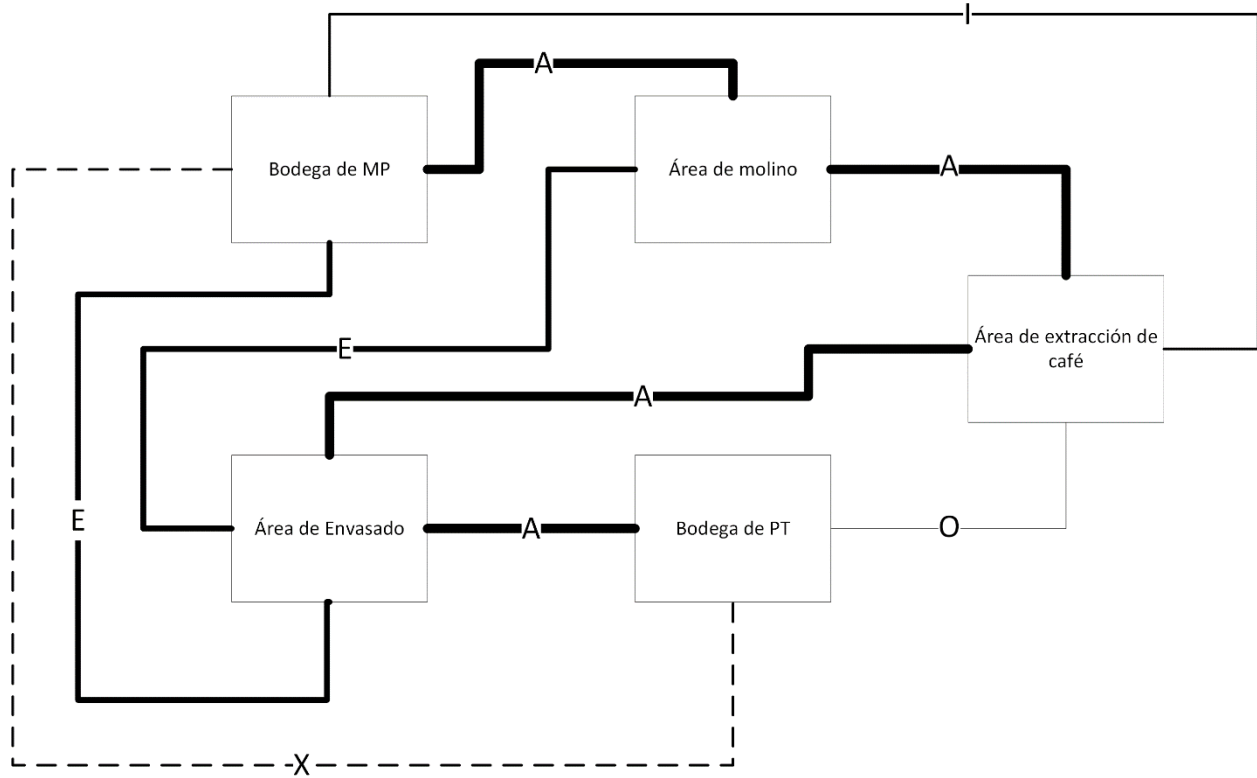 I
A
Bodega de MP
Área de molino
A
E
Área de extracción de
café
A
E
Área de Envasado
A
Bodega de PT
O
X